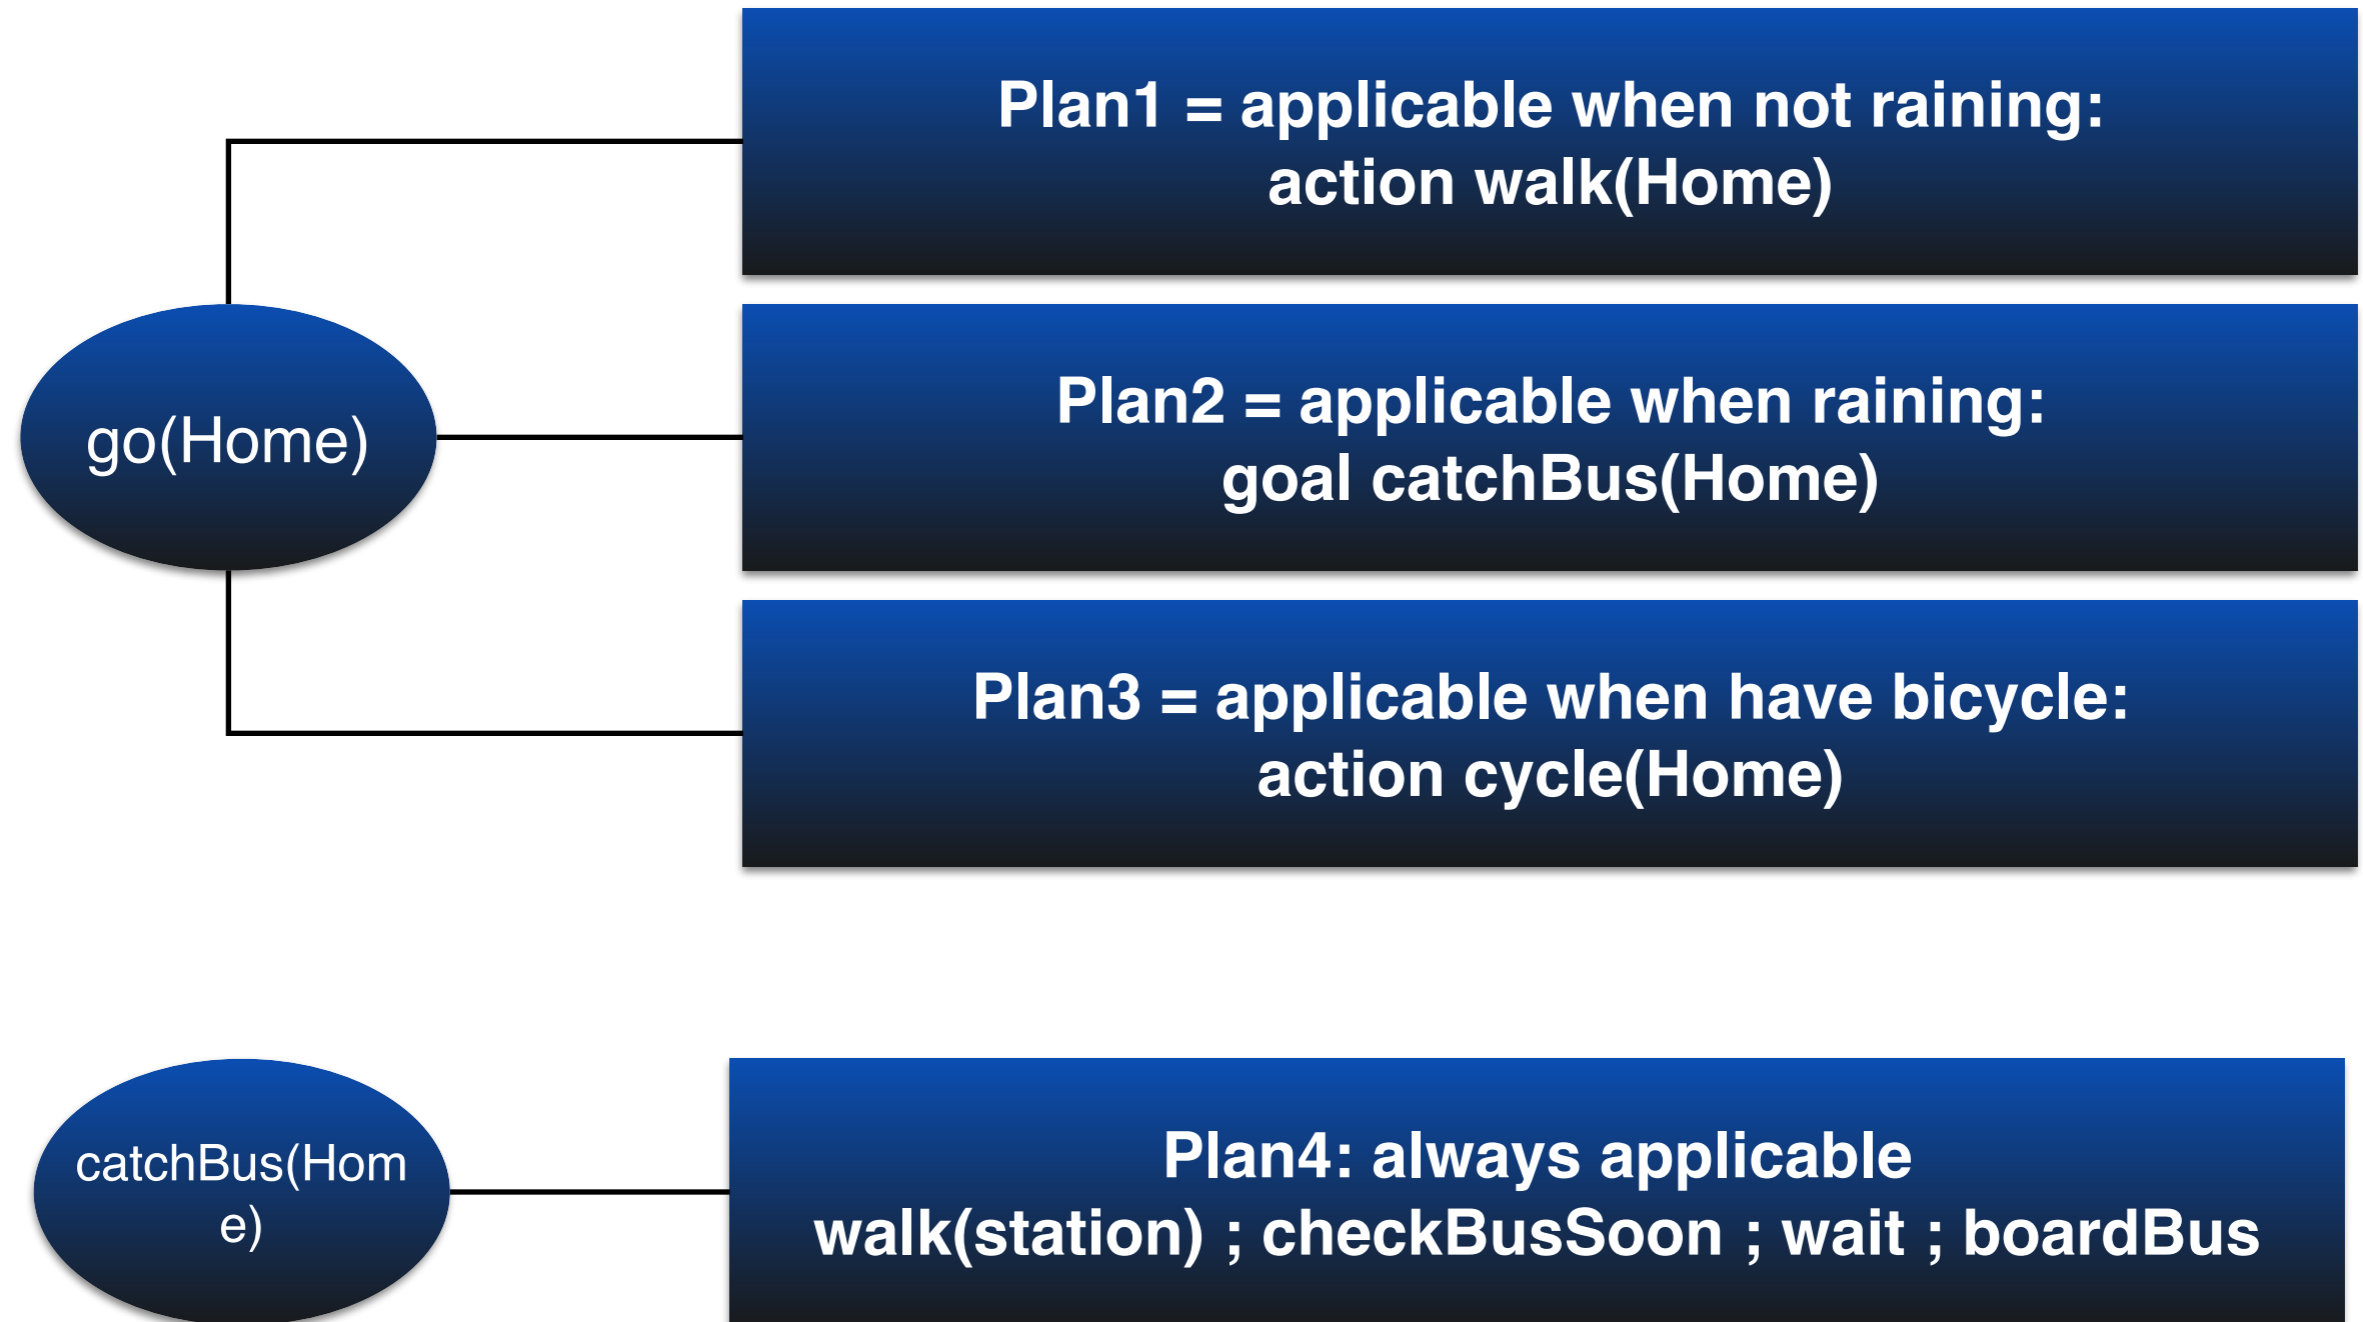 Plan1 = applicable when not raining:
action walk(Home)
go(Home)
Plan2 = applicable when raining:
goal catchBus(Home)
Plan3 = applicable when have bicycle:
action cycle(Home)
catchBus(Hom
e)
Plan4: always applicable
walk(station) ; checkBusSoon ; wait ; boardBus